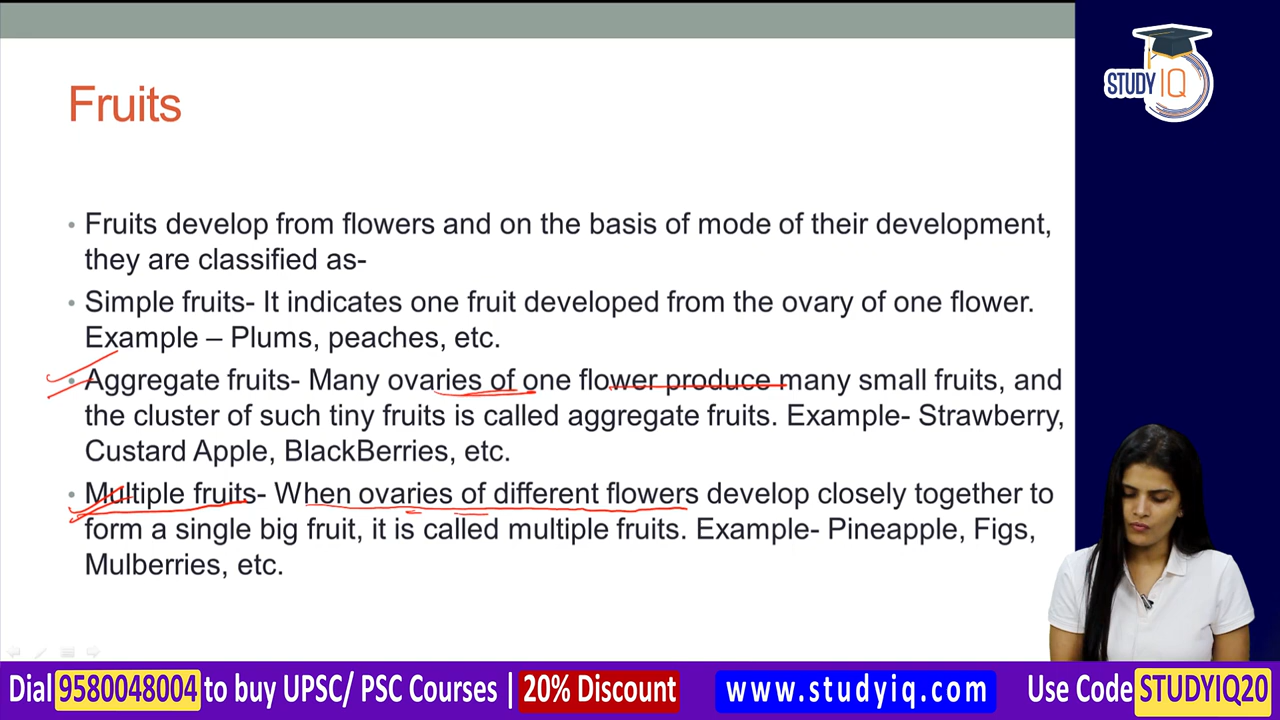 STUDY IQ
Fruits
• Fruits develop from flowers and on the basis of mode of their development,
they are classified as-
• Simple fruits- It indicates one fruit developed from the ovary of one flower.
Example – Plums, peaches, etc.
• Aggregate fruits- Many ovaries of one flower produce many small fruits, and
the cluster of such tiny fruits is called aggregate fruits. Example- Strawberry,
Custard Apple, BlackBerries, etc.
• Multiple fruits- When ovaries of different flowers develop closely together to
form a single big fruit, it is called multiple fruits. Example- Pineapple, Figs,
Mulberries, etc.
Dial 9580048004 to buy UPSC/ PSC Courses | 20% Discount www.studyiq.com Use Code STUDYIQ20